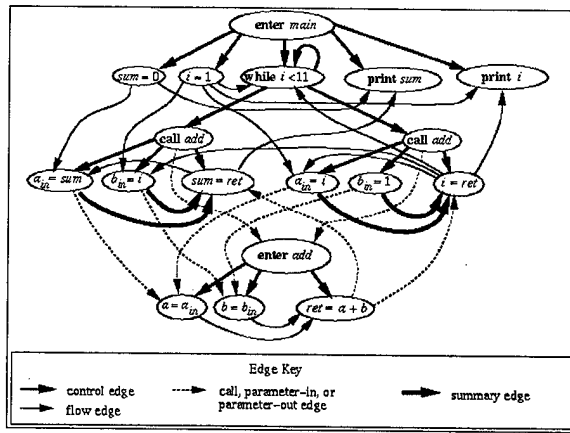 enter main
sum = 0
i = 1
while i <11
print sum
print i
call add
call add
a_in = sum
b_in = i
sum = ret
a_in = i
b_in = 1
i = ret
enter add
a = a_in
b = b_in
ret = a + b
Edge Key
control edge
flow edge
call, parameter-in, or
parameter-out edge
summary edge